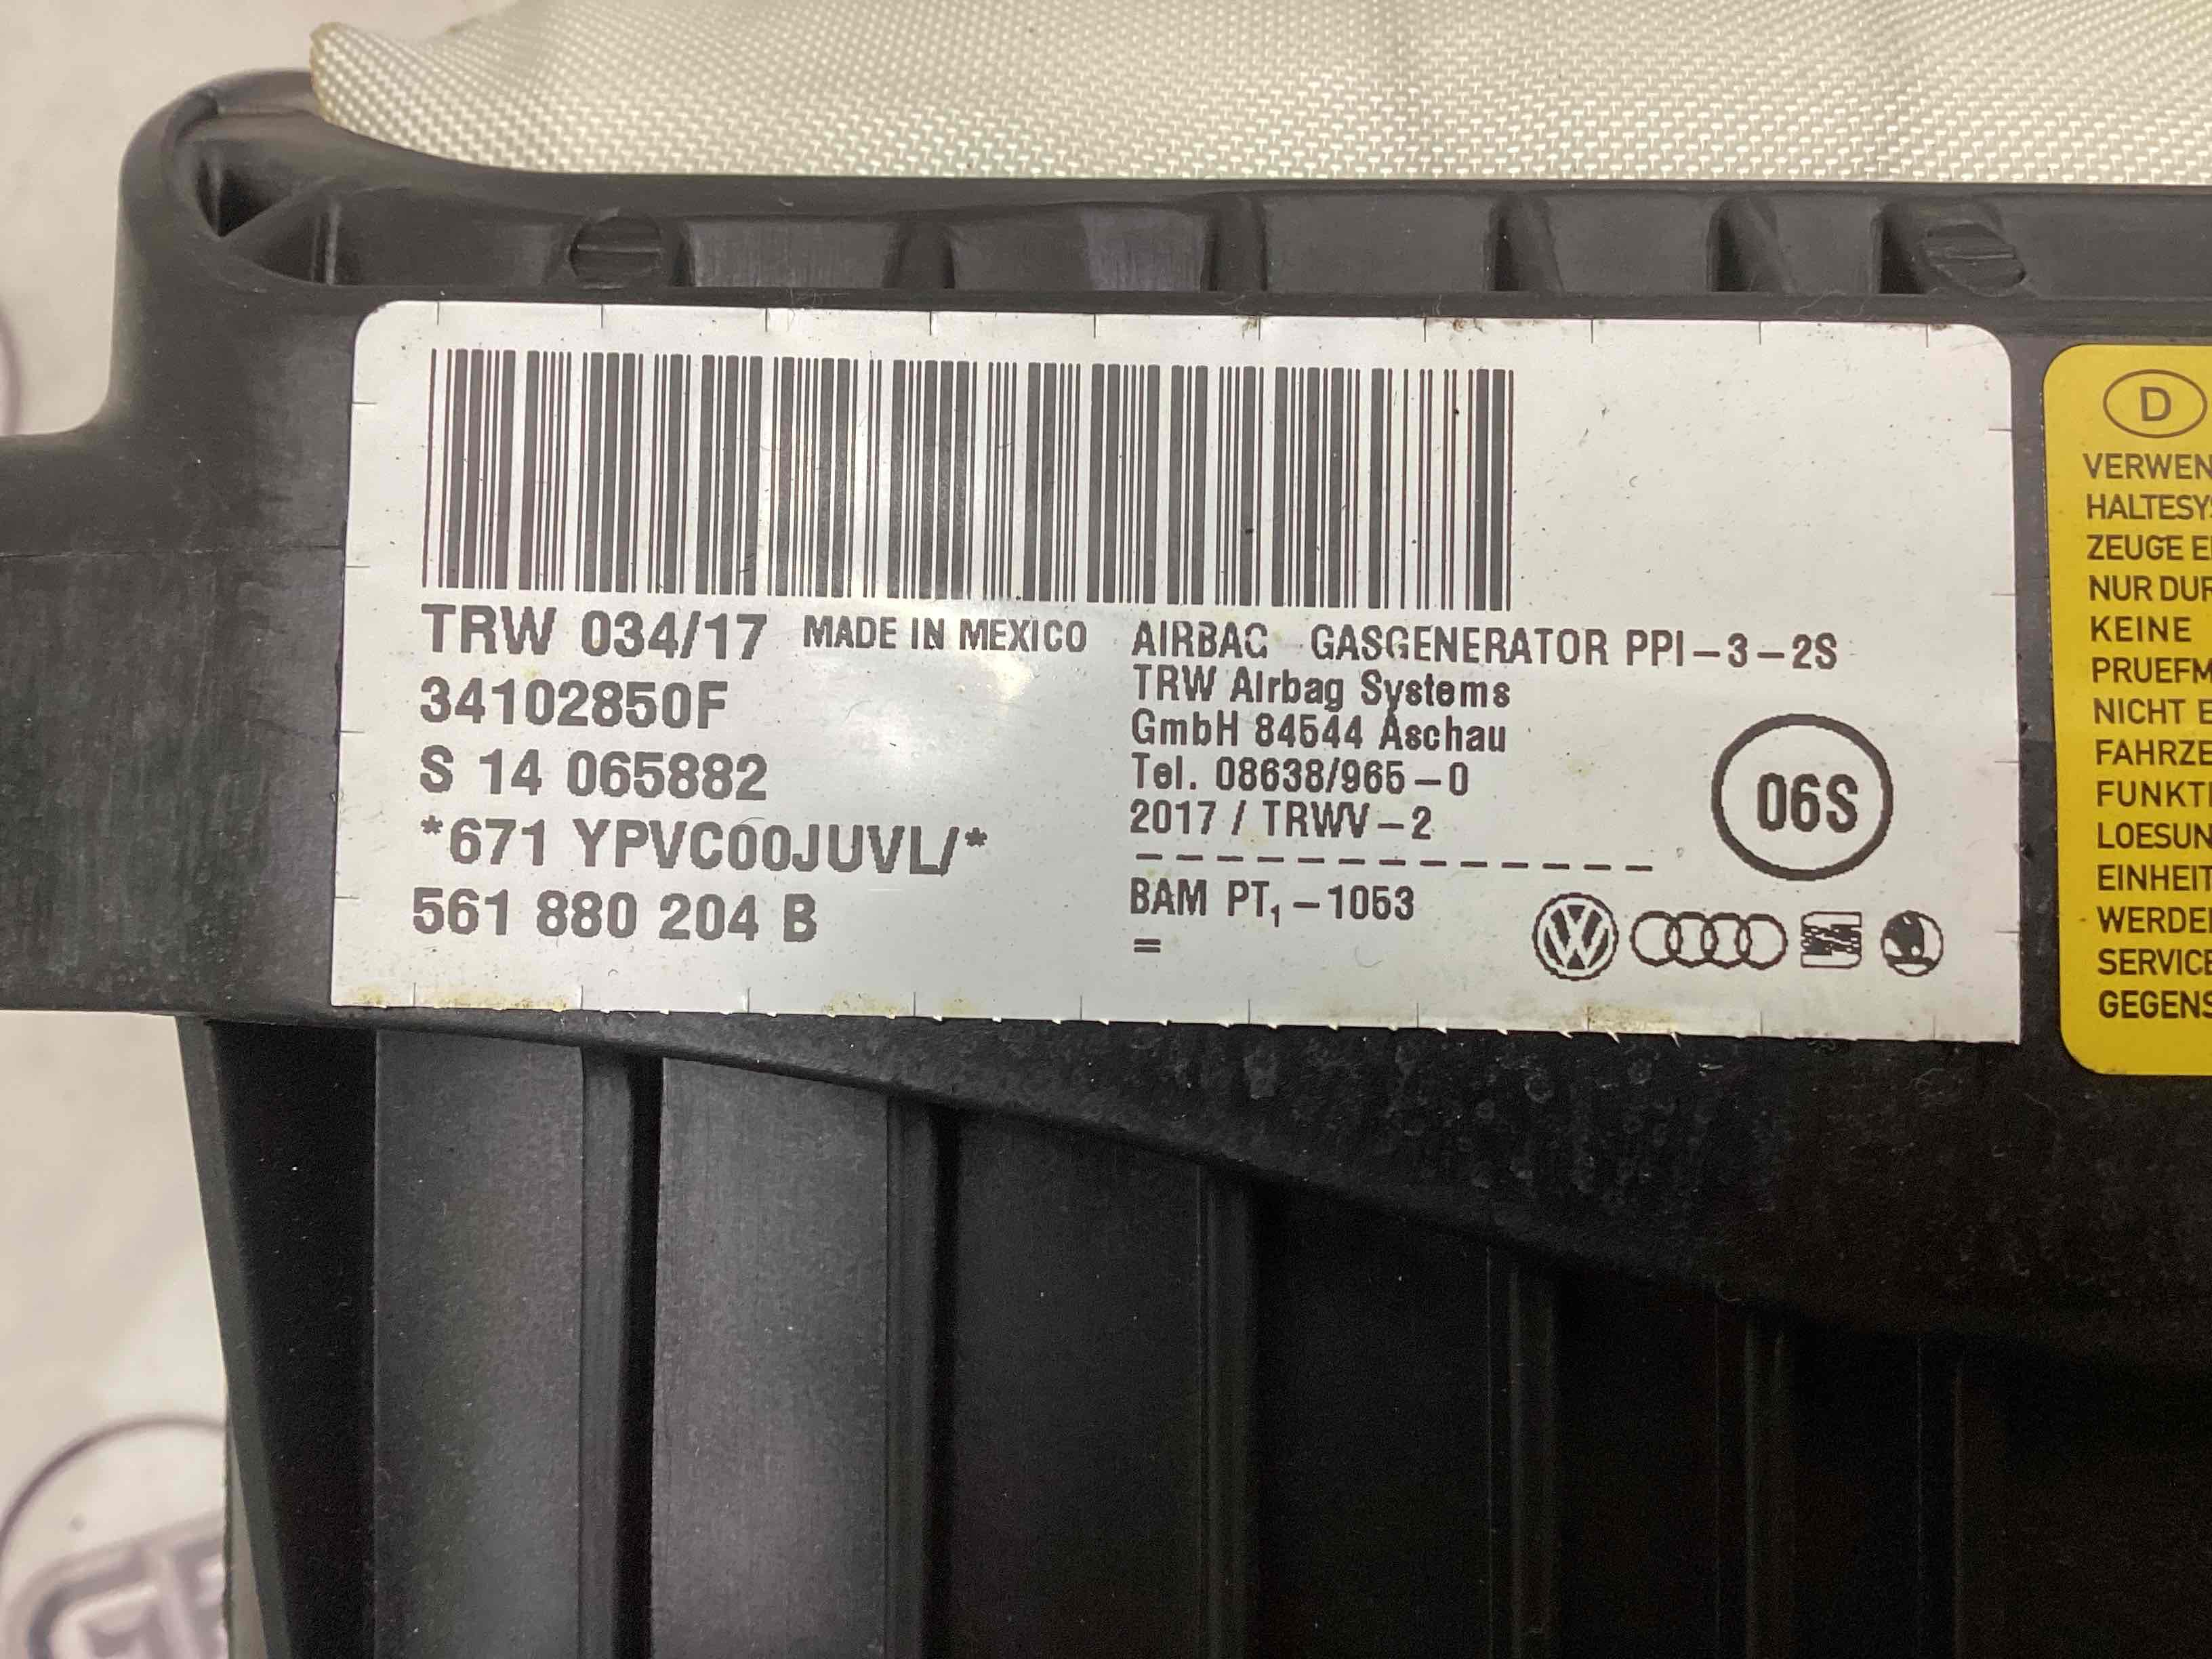 TRW 034/17 MADE IN MEXICO
34102850F
S 14 065882
*671 YPVC00JUVL/*
561 880 204 B
AIRBAG GASGENERATOR PPI-3-2S
TRW Airbag Systems
GmbH 84544 Aschau
Tel. 08638/965-0
2017 / TRWV-2
BAM PT₁-1053
=
06S
D
VERWEN
HALTESY
ZEUGE E
NUR DUR
KEINE
PRUEFM
NICHT E
FAHRZE
FUNKTI
LOESUN
EINHEIT
WERDE
SERVICE
GEGENS